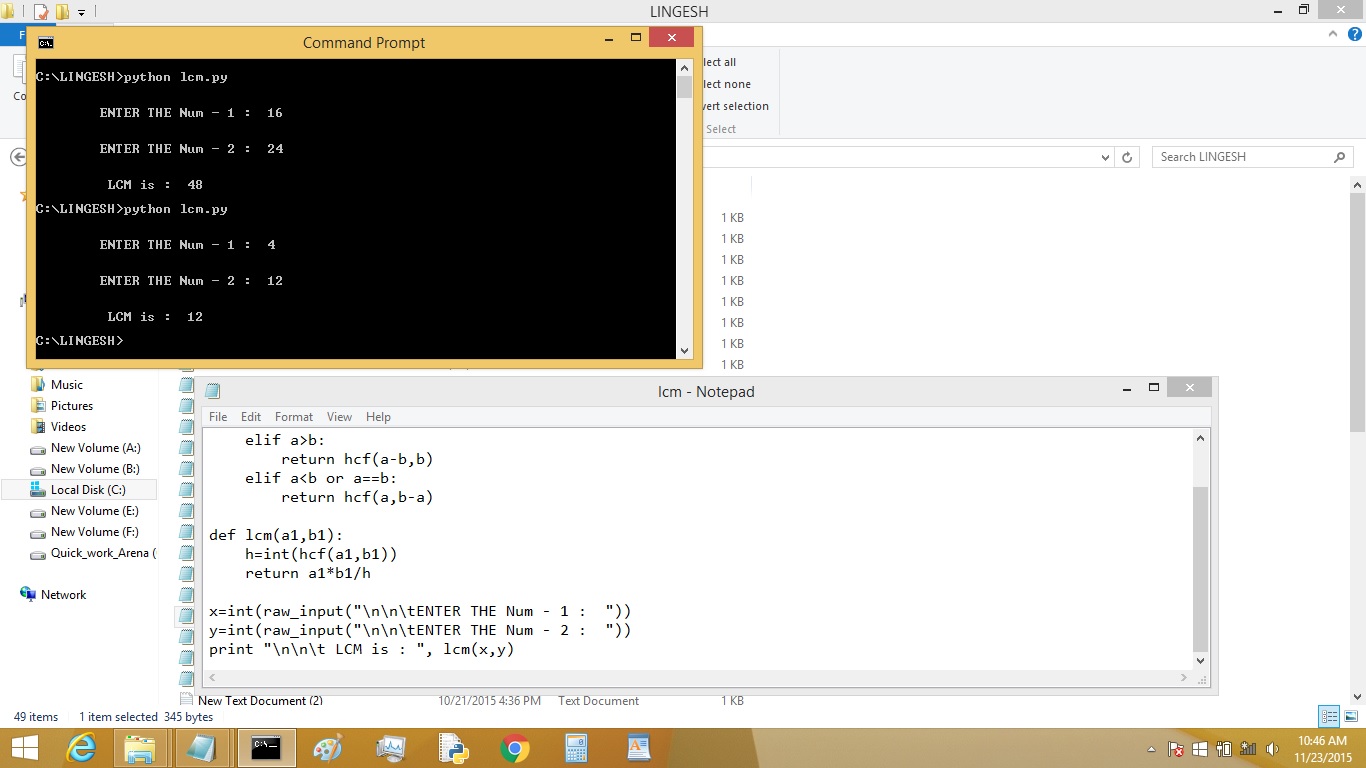 LINGESH
F
Command Prompt
C:\LINGESH>python lcm.py
ENTER THE Num - 1 :  16
ENTER THE Num - 2 :  24
LCM is :  48
C:\LINGESH>python lcm.py
ENTER THE Num - 1 :  4
ENTER THE Num - 2 :  12
LCM is :  12
C:\LINGESH>
Co
lect all
lect none
vert selection
Select
Search LINGESH
1 KB
1 KB
1 KB
1 KB
1 KB
1 KB
1 KB
1 KB
Music
Pictures
Videos
New Volume (A:)
New Volume (B:)
Local Disk (C:)
New Volume (E:)
New Volume (F:)
Quick_work_Arena (
Network
lcm - Notepad
File Edit Format View Help
    elif a>b:
        return hcf(a-b,b)
    elif a<b or a==b:
        return hcf(a,b-a)
def lcm(a1,b1):
    h=int(hcf(a1,b1))
    return a1*b1/h
x=int(raw_input("\n\n\tENTER THE Num - 1 :  "))
y=int(raw_input("\n\n\tENTER THE Num - 2 :  "))
print "\n\n\t LCM is : ", lcm(x,y)
New Text Document (2) 10/21/2015 4:36 PM Text Document 1 KB
49 items 1 item selected 345 bytes
C:\.
10:46 AM
11/23/2015